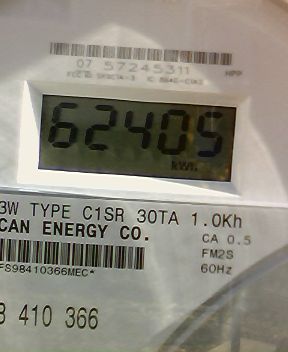 07 57245311
HPP
62405
kWh
3W TYPE C1SR 30TA 1.0Kh
CAN ENERGY CO.
CA 0.5
FM2S
60Hz
FS98410366MEC*
410 366